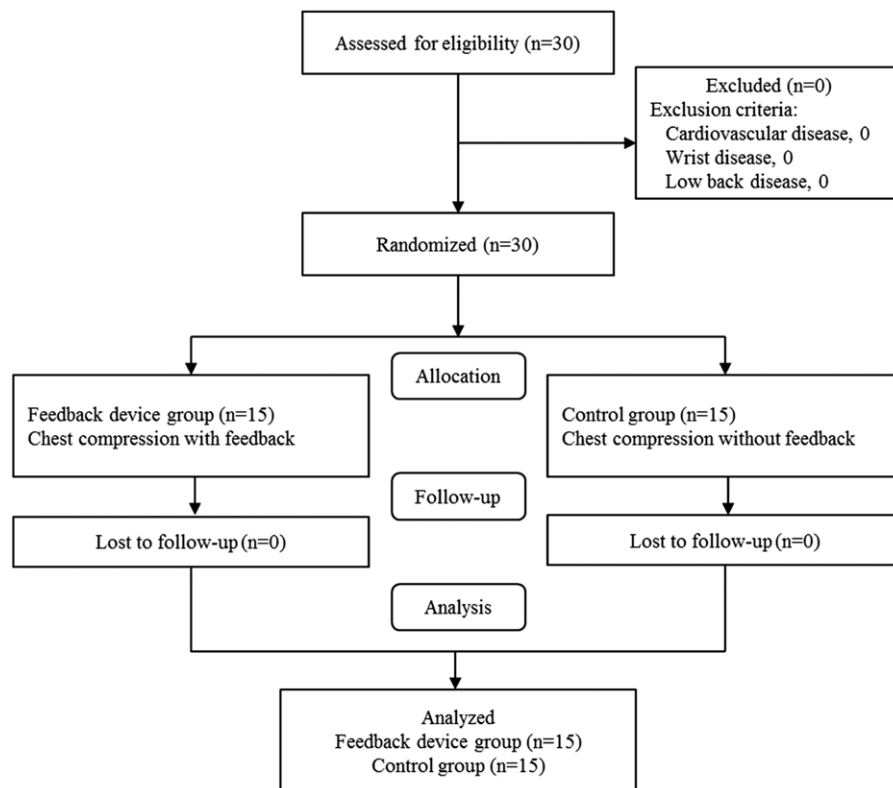 Assessed for eligibility (n=30)
Excluded (n=0)
Exclusion criteria:
Cardiovascular disease, 0
Wrist disease, 0
Low back disease, 0
Randomized (n=30)
Allocation
Feedback device group (n=15)
Chest compression with feedback
Control group (n=15)
Chest compression without feedback
Follow-up
Lost to follow-up (n=0)
Lost to follow-up (n=0)
Analysis
Analyzed
Feedback device group (n=15)
Control group (n=15)